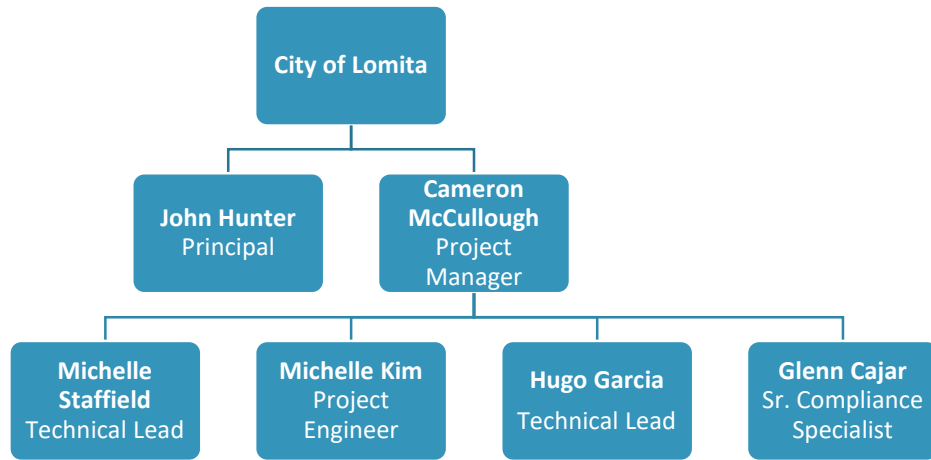 City of Lomita
John Hunter
Principal
Cameron
McCullough
Project
Manager
Michelle
Staffield
Technical Lead
Michelle Kim
Project
Engineer
Hugo Garcia
Technical Lead
Glenn Cajar
Sr. Compliance
Specialist